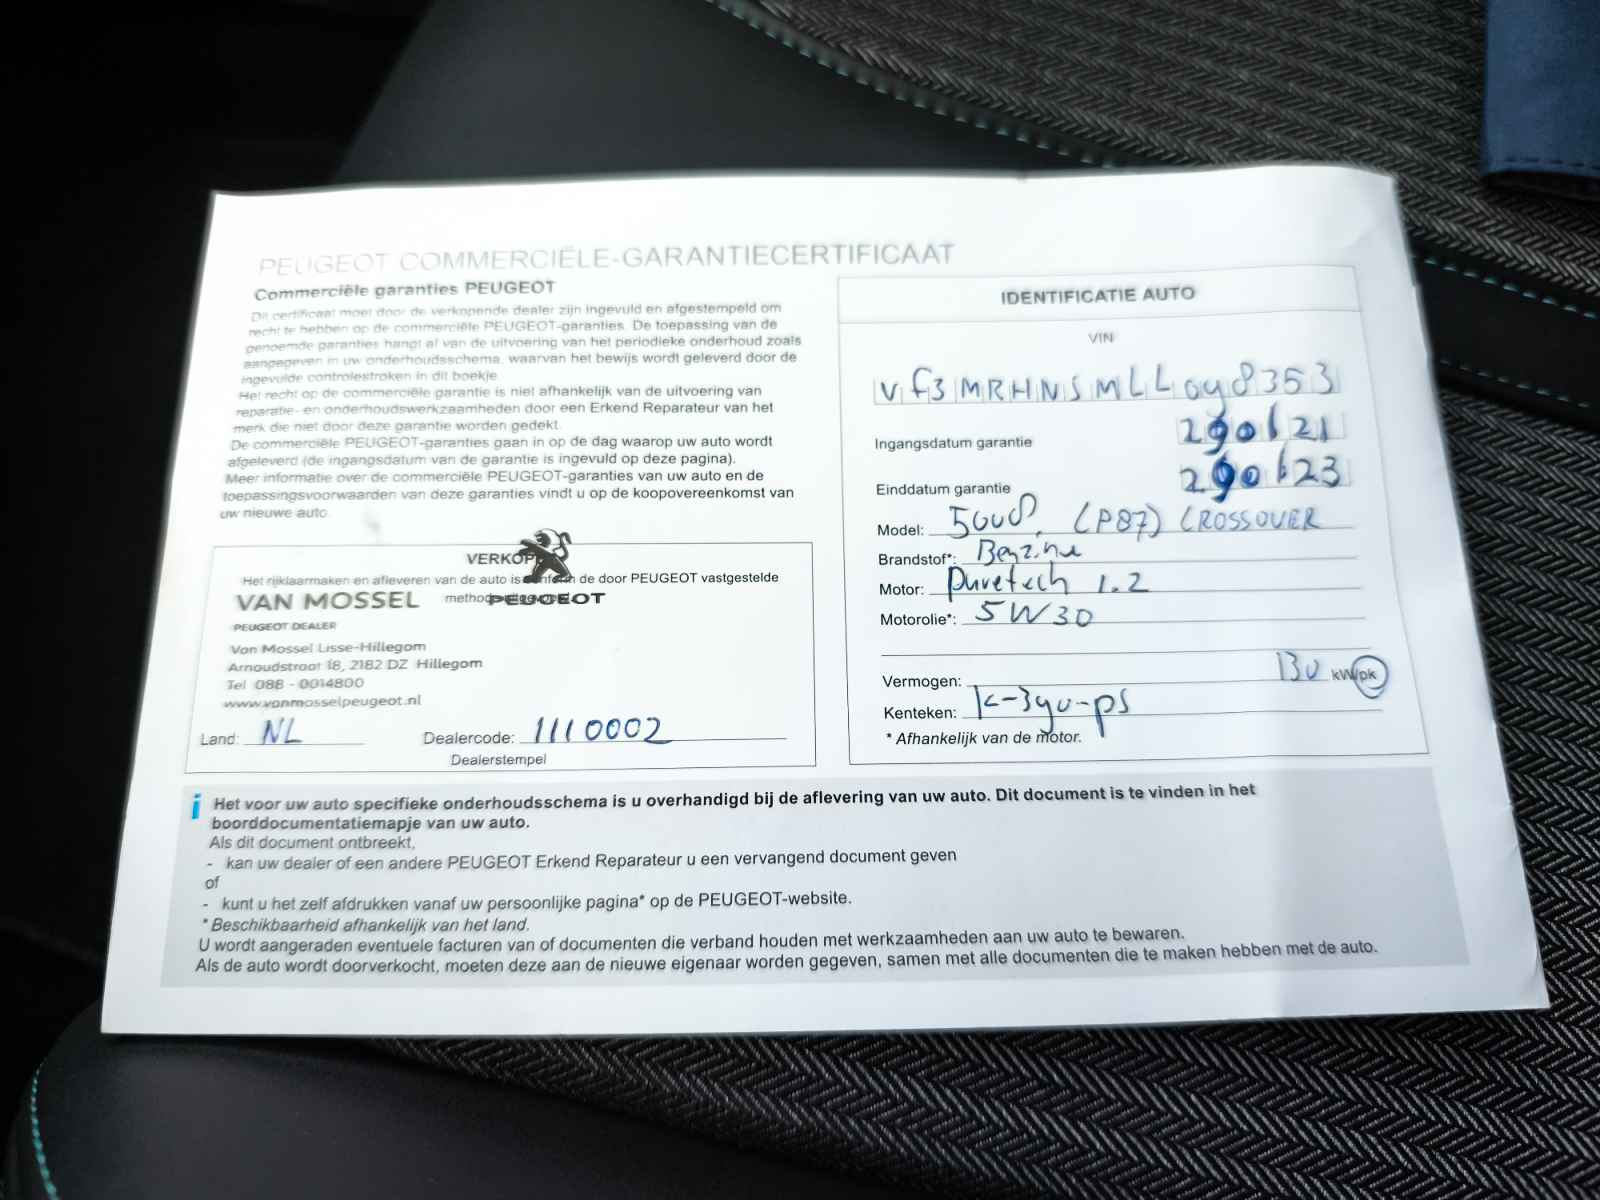 PEUGEOT COMMERCIËLE-GARANTIECERTIFICAAT
Commerciële garanties PEUGEOT
Dit certificaat moet door de verkopende dealer zijn ingevuld en afgestempeld om
recht te hebben op de commerciële PEUGEOT-garanties. De toepassing van de
genoemde garanties hangt af van de uitvoering van het periodieke onderhoud zoals
aangegeven in uw onderhoudsschema, waarvan het bewijs wordt geleverd door de
ingevulde controlestroken in dit boekje.
Het recht op de commerciële garantie is niet afhankelijk van de uitvoering van
reparatie- en onderhoudswerkzaamheden door een Erkend Reparateur van het
merk die niet door deze garantie worden gedekt.
De commerciële PEUGEOT-garanties gaan in op de dag waarop uw auto wordt
afgeleverd (de ingangsdatum van de garantie is ingevuld op deze pagina).
Meer informatie over de commerciële PEUGEOT-garanties van uw auto en de
toepassingsvoorwaarden van deze garanties vindt u op de koopovereenkomst van
uw nieuwe auto.
Het rijklaarmaken en afleveren van de auto is de door PEUGEOT vastgestelde
PEUGEOT
VAN MOSSEL
PEUGEOT DEALER
Van Mossel Lisse-Hillegom
Arnoudstraat 18, 2182 DZ Hillegom
Tel 088 - 0014800
www.vanmosselpeugeot.nl
Land: NL Dealercode: 1110002
Dealerstempel
IDENTIFICATIE AUTO
VIN
Vf3MRHNSMLL 8353
Ingangsdatum garantie
Einddatum garantie
Model: 5008 (P87) CROSSOVER
Brandstof*: Benzine
Motor: Puretech 1.2
Motorolie*: 5W30
Vermogen: 130 kW/pk
Kenteken:
* Afhankelijk van de motor.
i Het voor uw auto specifieke onderhoudsschema is u overhandigd bij de aflevering van uw auto. Dit document is te vinden in het
boorddocumentatiemapje van uw auto.
Als dit document ontbreekt,
- kan uw dealer of een andere PEUGEOT Erkend Reparateur u een vervangend document geven
of
- kunt u het zelf afdrukken vanaf uw persoonlijke pagina* op de PEUGEOT-website.
* Beschikbaarheid afhankelijk van het land.
U wordt aangeraden eventuele facturen van of documenten die verband houden met werkzaamheden aan uw auto te bewaren.
Als de auto wordt doorverkocht, moeten deze aan de nieuwe eigenaar worden gegeven, samen met alle documenten die te maken hebben met de auto.